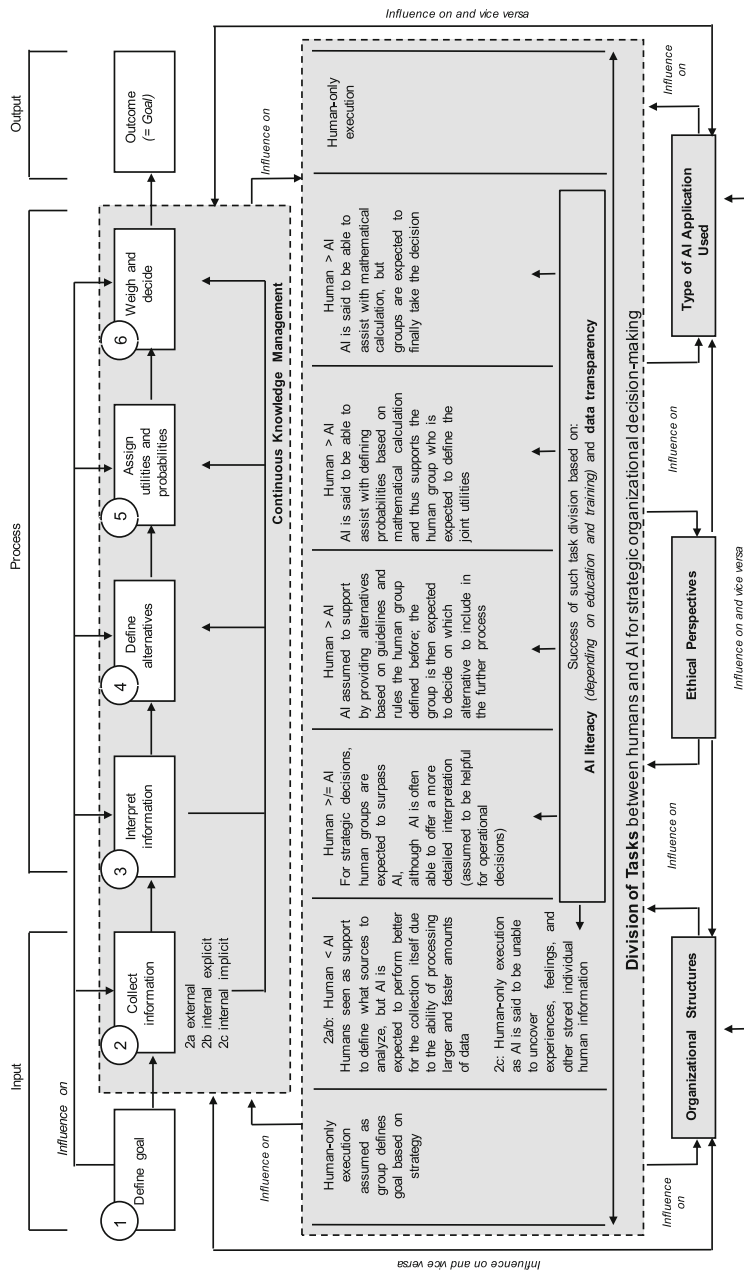 Input
Process
Output
Influence on
1
Define goal
2
Collect
information
3
Interpret
information
4
Define
alternatives
5
Assign
utilities and
probabilities
6
Weigh and
decide
Outcome
(= Goal)
2a external
2b internal explicit
2c internal implicit
Continuous Knowledge Management
Influence on
Influence on
Influence on and vice versa
Influence on and vice versa
Human-only
execution
assumed as
group defines
goal based on
strategy
2a/b: Human < AI
Humans seen as support
to define what sources to
analyze, but AI is
expected to perform better
for the collection itself due
to the ability of processing
larger and faster amounts
of data
2c: Human-only execution
as AI is said to be unable
to uncover
experiences, feelings, and
other stored individual
human information
Human >/= AI
For strategic decisions,
human groups are
expected to surpass
AI,
although AI is often
able to offer a more
detailed interpretation
(assumed to be helpful
for operational
decisions)
Human > AI
AI assumed to support
by providing alternatives
based on guidelines and
rules the human group
defined before; the
group is then expected
to decide on which
alternative to include in
the further process
Human > AI
AI is said to be able to
assist with defining
probabilities based on
mathematical calculation
and thus supports the
human group who is
expected to define the
joint utilities
Human > AI
AI is said to be able to
assist with mathematical
calculation, but
groups are expected to
finally take the decision
Human-only
execution
Success of such task division based on:
AI literacy (depending on education and training) and data transparency
Division of Tasks between humans and AI for strategic organizational decision-making
Influence
on
Influence on
Influence on
Influence
on
Organizational Structures
Ethical Perspectives
Type of AI Application
Used
Influence on and vice versa